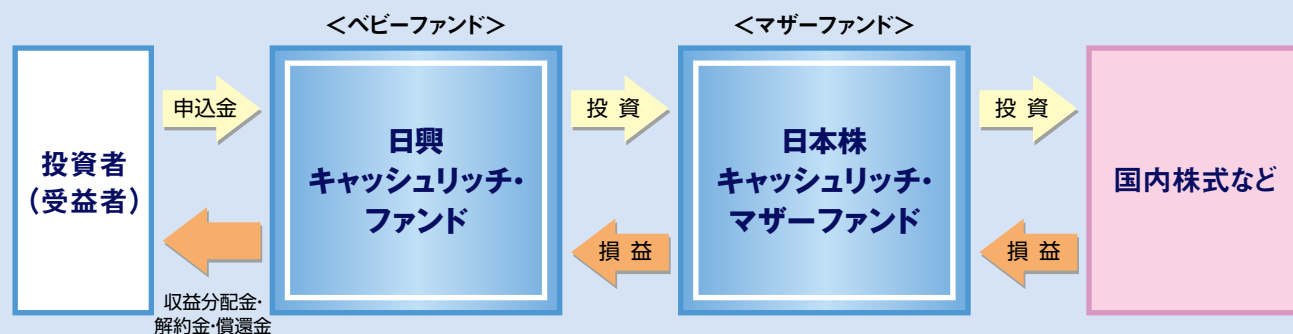 ＜ベビーファンド＞
＜マザーファンド＞
投資者
（受益者）
申込金
収益分配金・
解約金・償還金
日興
キャッシュリッチ・
ファンド
投 資
損 益
日本株
キャッシュリッチ・
マザーファンド
投 資
損 益
国内株式など